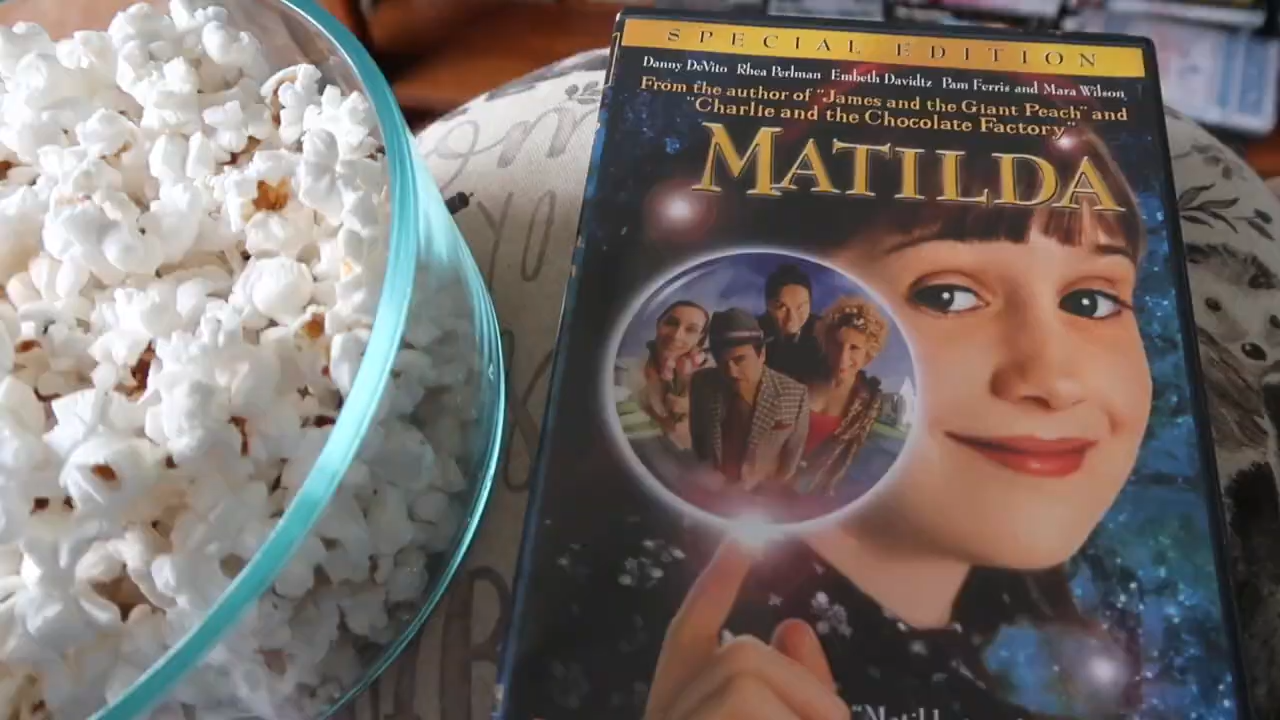 SPECIAL EDITION
Danny DeVito Rhea Perlman Embeth Davidtz Pam Ferris and Mara Wilson
From the author of "James and the Giant Peach" and
"Charlie and the Chocolate Factory"
MATILDA
YO